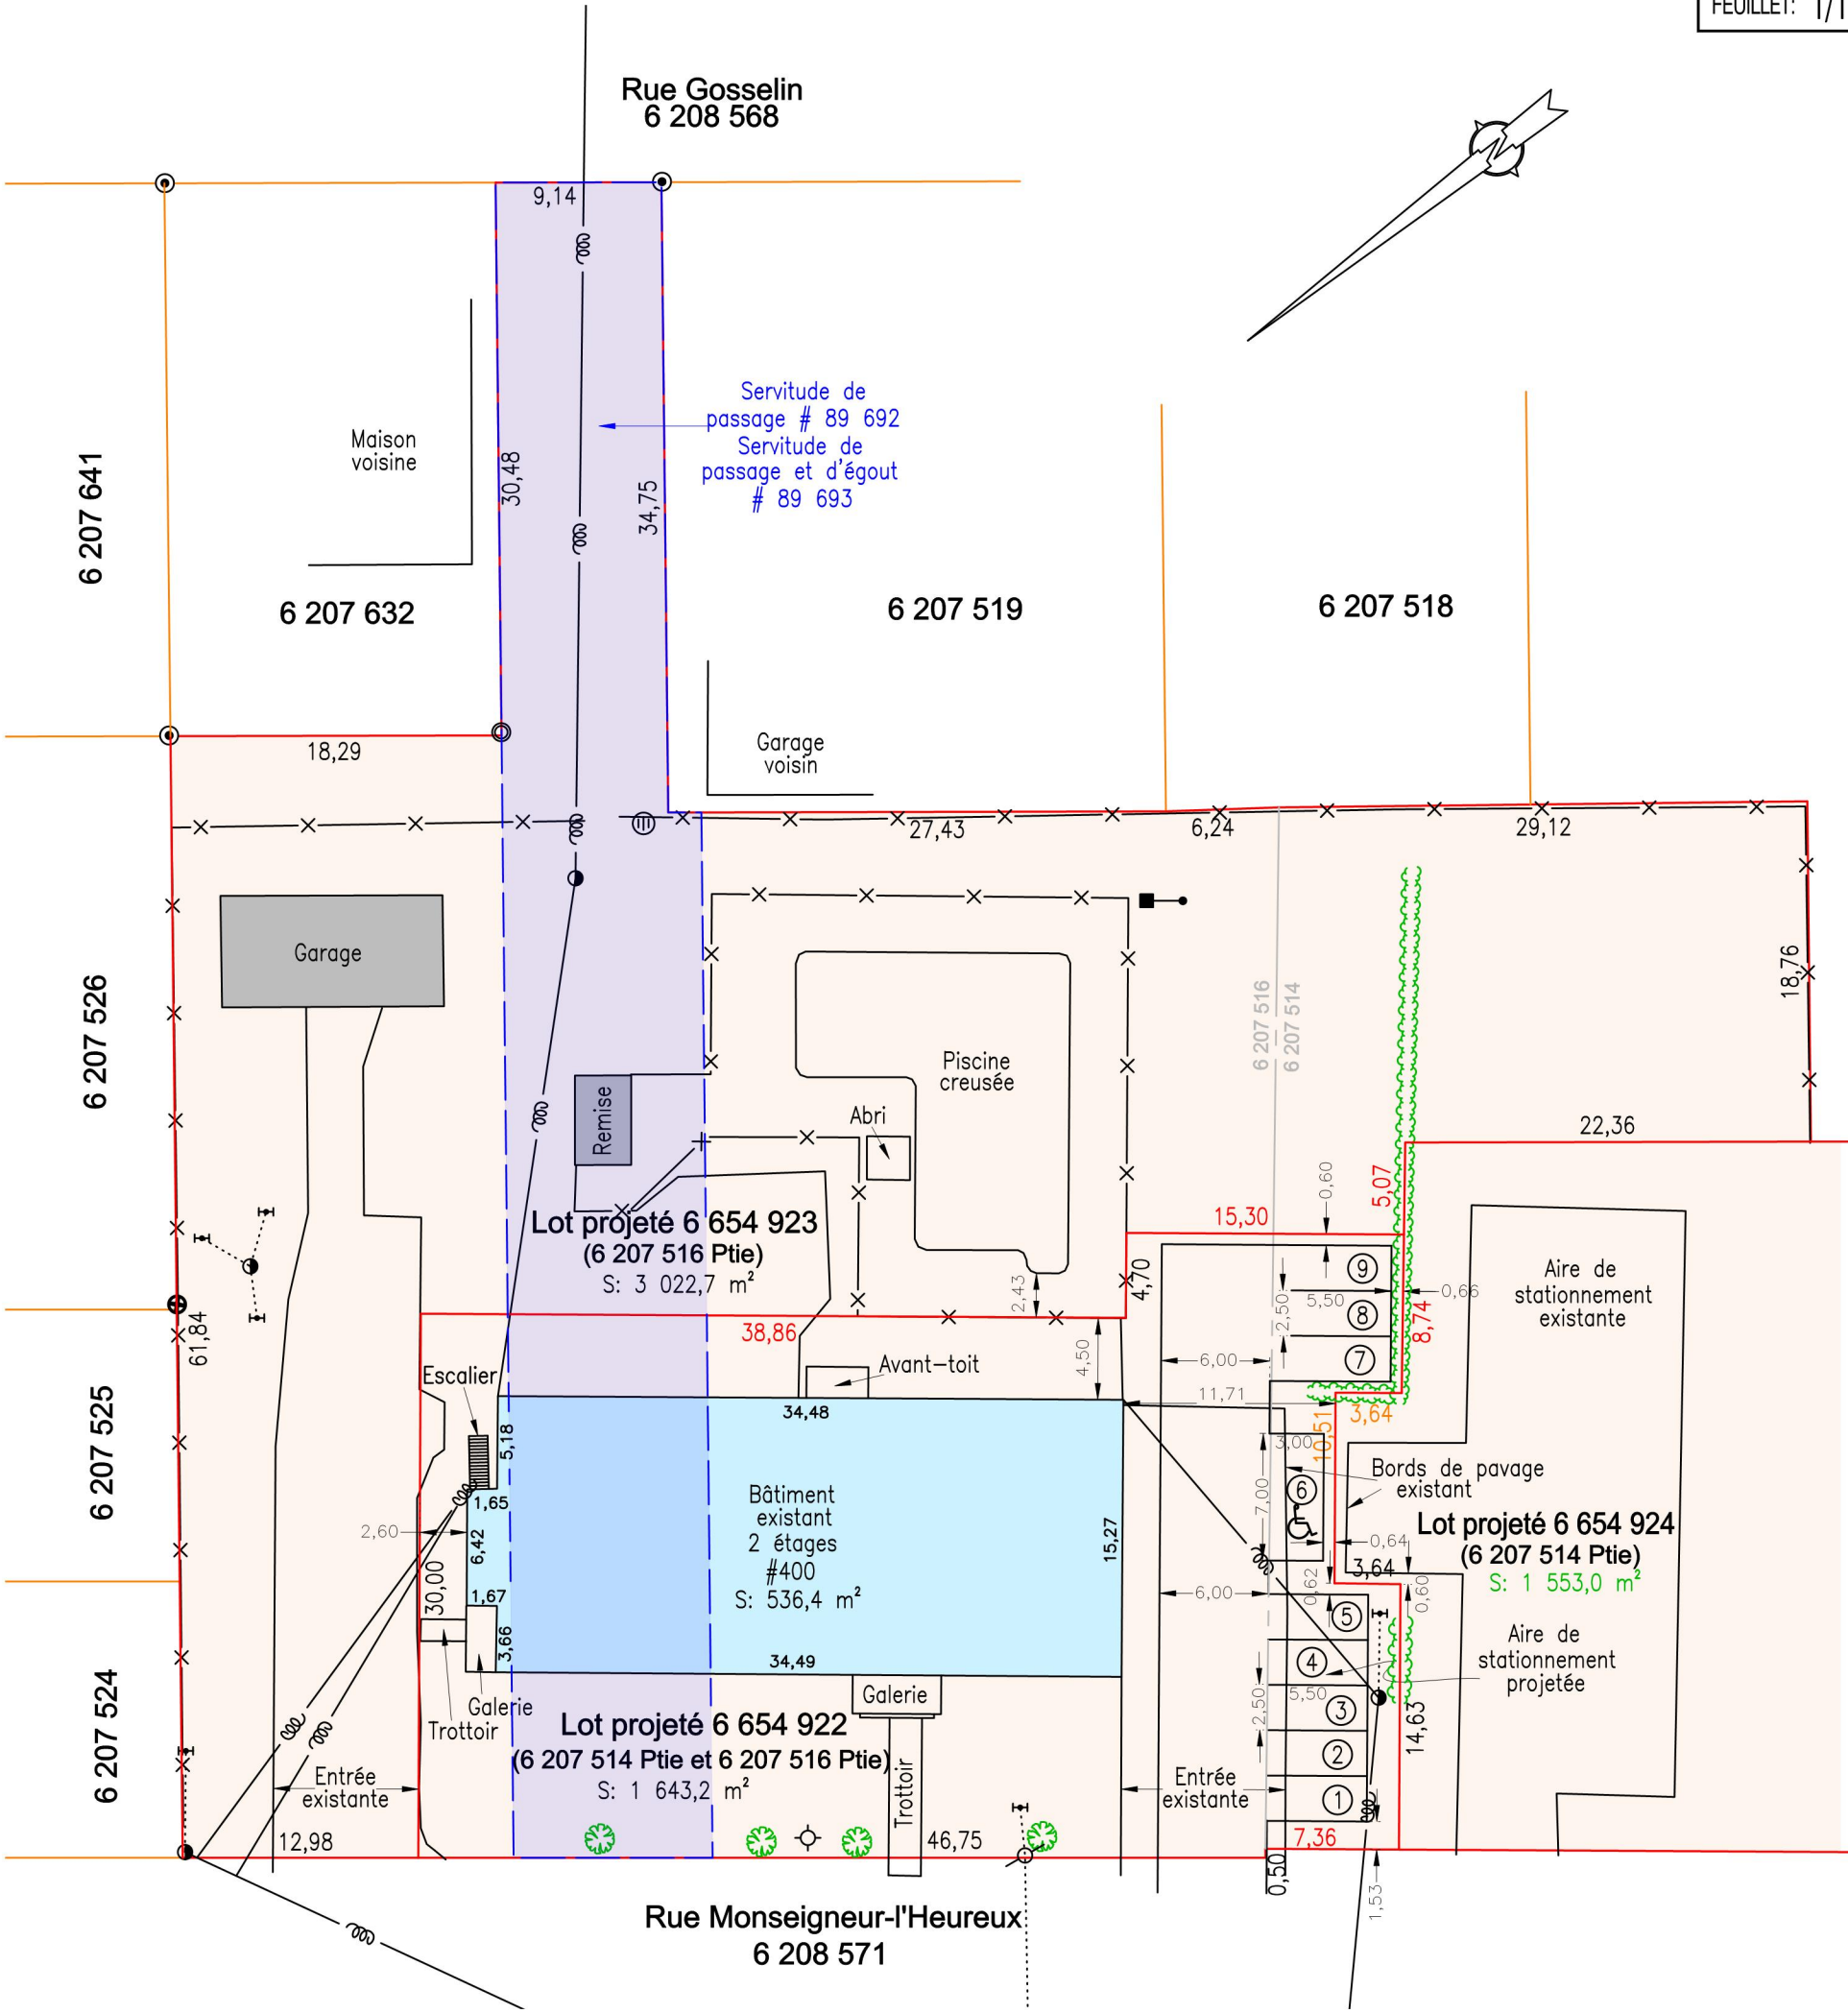 FEUILLET: 1/1
Rue Gosselin
6 208 568
9,14
Servitude de
passage # 89 692
Servitude de
passage et d'égout
# 89 693
Maison
voisine
30,48
34,75
6 207 641
6 207 632
6 207 519
6 207 518
18,29
Garage
voisin
27,43
6,24
29,12
Garage
18,76
6 207 526
6 207 516
6 207 514
Piscine
creusée
Remise
Abri
22,36
0,60
5,07
15,30
Lot projeté 6 654 923
(6 207 516 Ptie)
S: 3 022,7 m²
2,43
4,70
9
8
7
2,50
5,50
0,66
8,74
Aire de
stationnement
existante
61,84
38,86
4,50
6,00
Escalier
Avant-toit
11,71
3,64
34,48
5,18
10,51
3,00
6 207 525
Bâtiment
existant
2 étages
#400
S: 536,4 m²
1,65
2,60
6,42
15,27
7,00
6
Bords de pavage
existant
Lot projeté 6 654 924
(6 207 514 Ptie)
S: 1 553,0 m²
0,64
3,64
30,00
1,67
6,00
0,62
0,60
3,66
34,49
5
4
3
2
1
5,50
2,50
Aire de
stationnement
projetée
14,63
6 207 524
Galerie
Trottoir
Galerie
Lot projeté 6 654 922
(6 207 514 Ptie et 6 207 516 Ptie)
S: 1 643,2 m²
Trottoir
Entrée
existante
Entrée
existante
12,98
46,75
7,36
0,50
1,53
Rue Monseigneur-l'Heureux
6 208 571